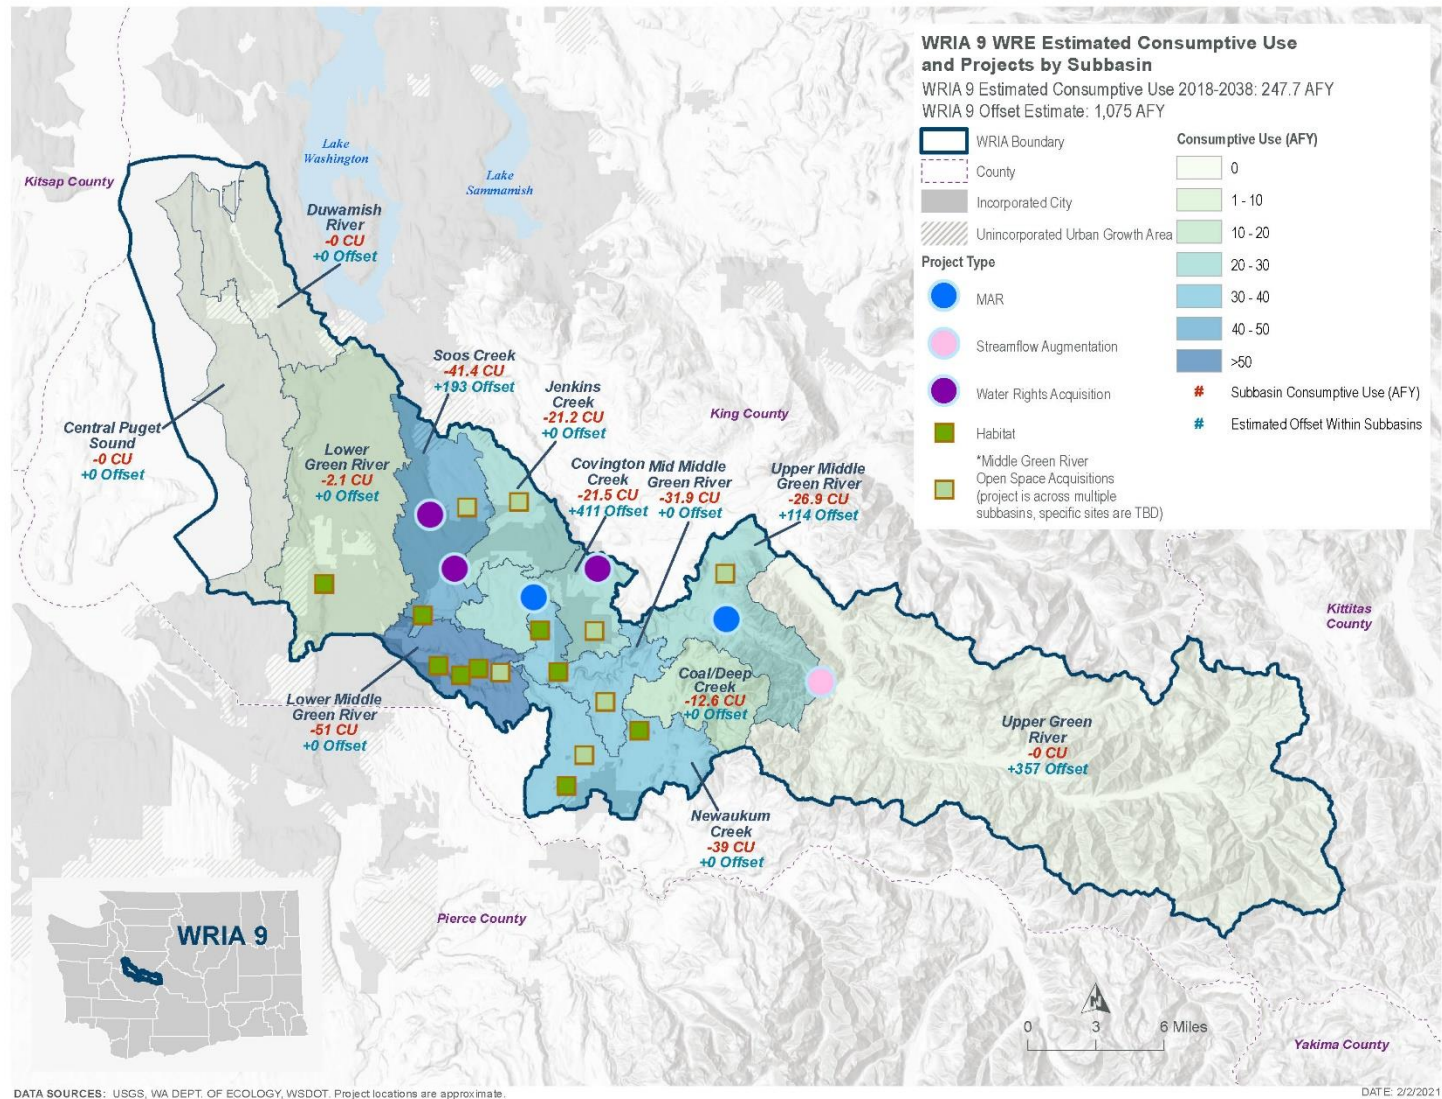 WRIA 9 WRE Estimated Consumptive Use
and Projects by Subbasin
WRIA 9 Estimated Consumptive Use 2018-2038: 247.7 AFY
WRIA 9 Offset Estimate: 1,075 AFY
WRIA Boundary
County
Incorporated City
Unincorporated Urban Growth Area
Project Type
MAR
Streamflow Augmentation
Water Rights Acquisition
Habitat
*Middle Green River
Open Space Acquisitions
(project is across multiple
subbasins, specific sites are TBD)
Consumptive Use (AFY)
0
1 - 10
10 - 20
20 - 30
30 - 40
40 - 50
>50
# Subbasin Consumptive Use (AFY)
# Estimated Offset Within Subbasins
Lake
Washington
Lake
Sammamish
Kitsap County
Duwamish
River
-0 CU
+0 Offset
Central Puget
Sound
-0 CU
+0 Offset
Lower
Green River
-2.1 CU
+0 Offset
Soos Creek
-41.4 CU
+193 Offset
Jenkins
Creek
-21.2 CU
+0 Offset
King County
Covington
Creek
-21.5 CU
+411 Offset
Mid Middle
Green River
-31.9 CU
+0 Offset
Upper Middle
Green River
-26.9 CU
+114 Offset
Kittitas
County
Lower Middle
Green River
-51 CU
+0 Offset
Coal/Deep
Creek
-12.6 CU
+0 Offset
Upper Green
River
-0 CU
+357 Offset
Newaukum
Creek
-39 CU
+0 Offset
Pierce County
WRIA 9
N
0 3 6 Miles
Yakima County
DATA SOURCES: USGS, WA DEPT. OF ECOLOGY, WSDOT. Project locations are approximate.
DATE: 2/2/2021